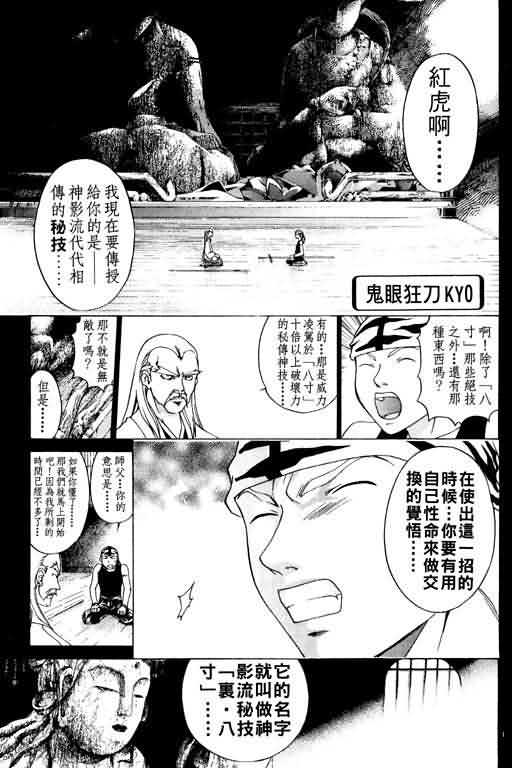 紅虎啊
……
我現在要傳授
給你的是──
神影流代代相
傳的秘技……
鬼眼狂刀KYO
啊！除了「八
寸」那些絕技
之外…還有那
種東西嗎？
有的…那是威力
凌駕於「八寸」
十倍以上破壞力
的秘傳神技……
那不就是無
敵了嗎？
但是……
在使出這一招的
時候…你要有用
自己性命來做交
換的覺悟……
師父…你的
意思是……
如果你懂了……
那我們就馬上開始
吧！因為我所剩的
時間已經不多了…
它的名字
就叫做神
影流秘技
「裏・八
寸」……